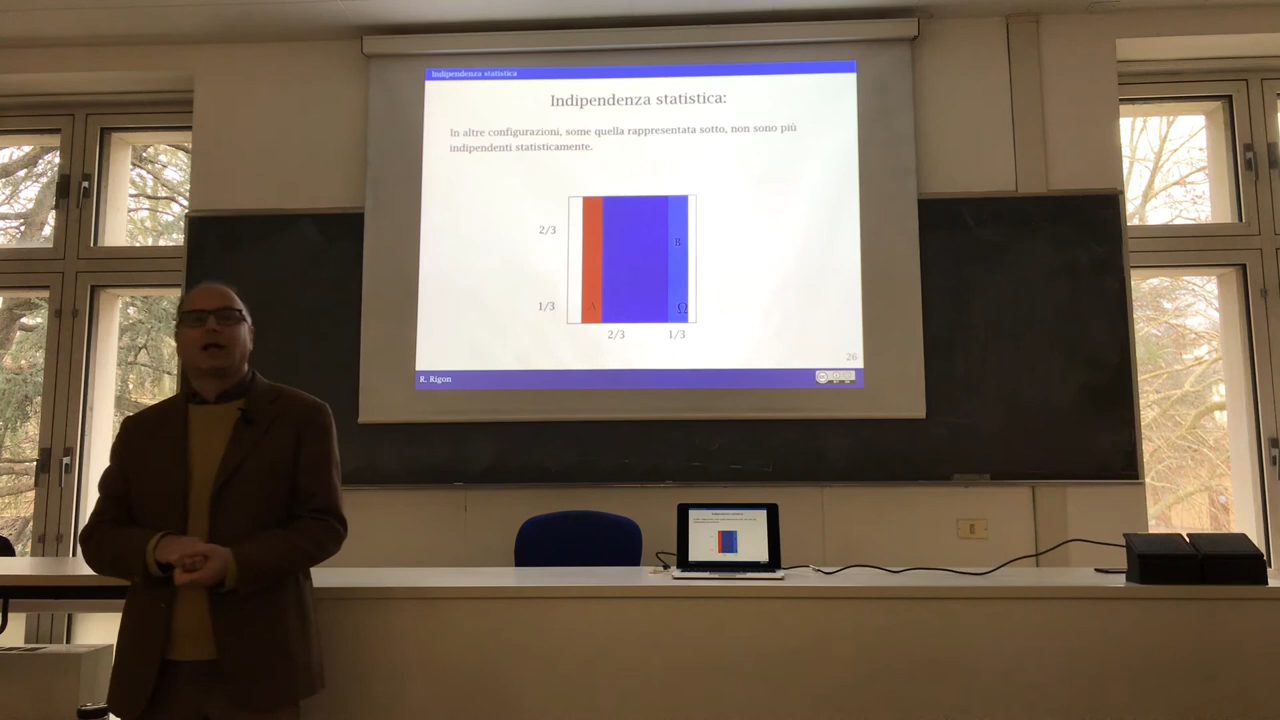 Indipendenza statistica
Indipendenza statistica:
In altre configurazioni, some quella rappresentata sotto, non sono più
indipendenti statisticamente.
2/3
B
1/3
A
Ω
2/3
1/3
26
R. Rigon